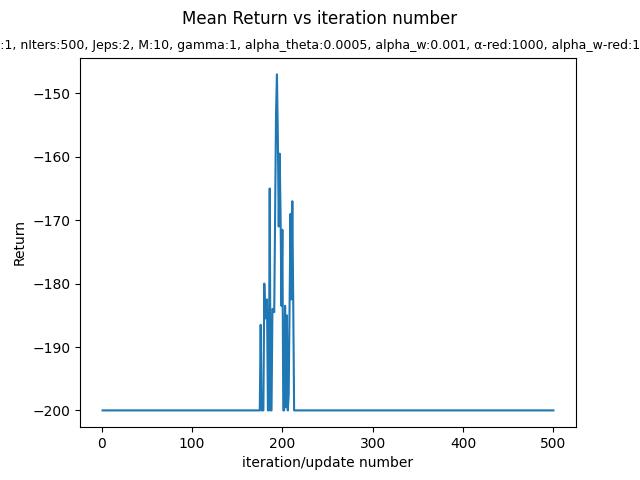 Mean Return vs iteration number
:1, nIters:500, Jeps:2, M:10, gamma:1, alpha_theta:0.0005, alpha_w:0.001, α-red:1000, alpha_w-red:1
−150
−160
−170
−180
−190
−200
Return
0 100 200 300 400 500
iteration/update number